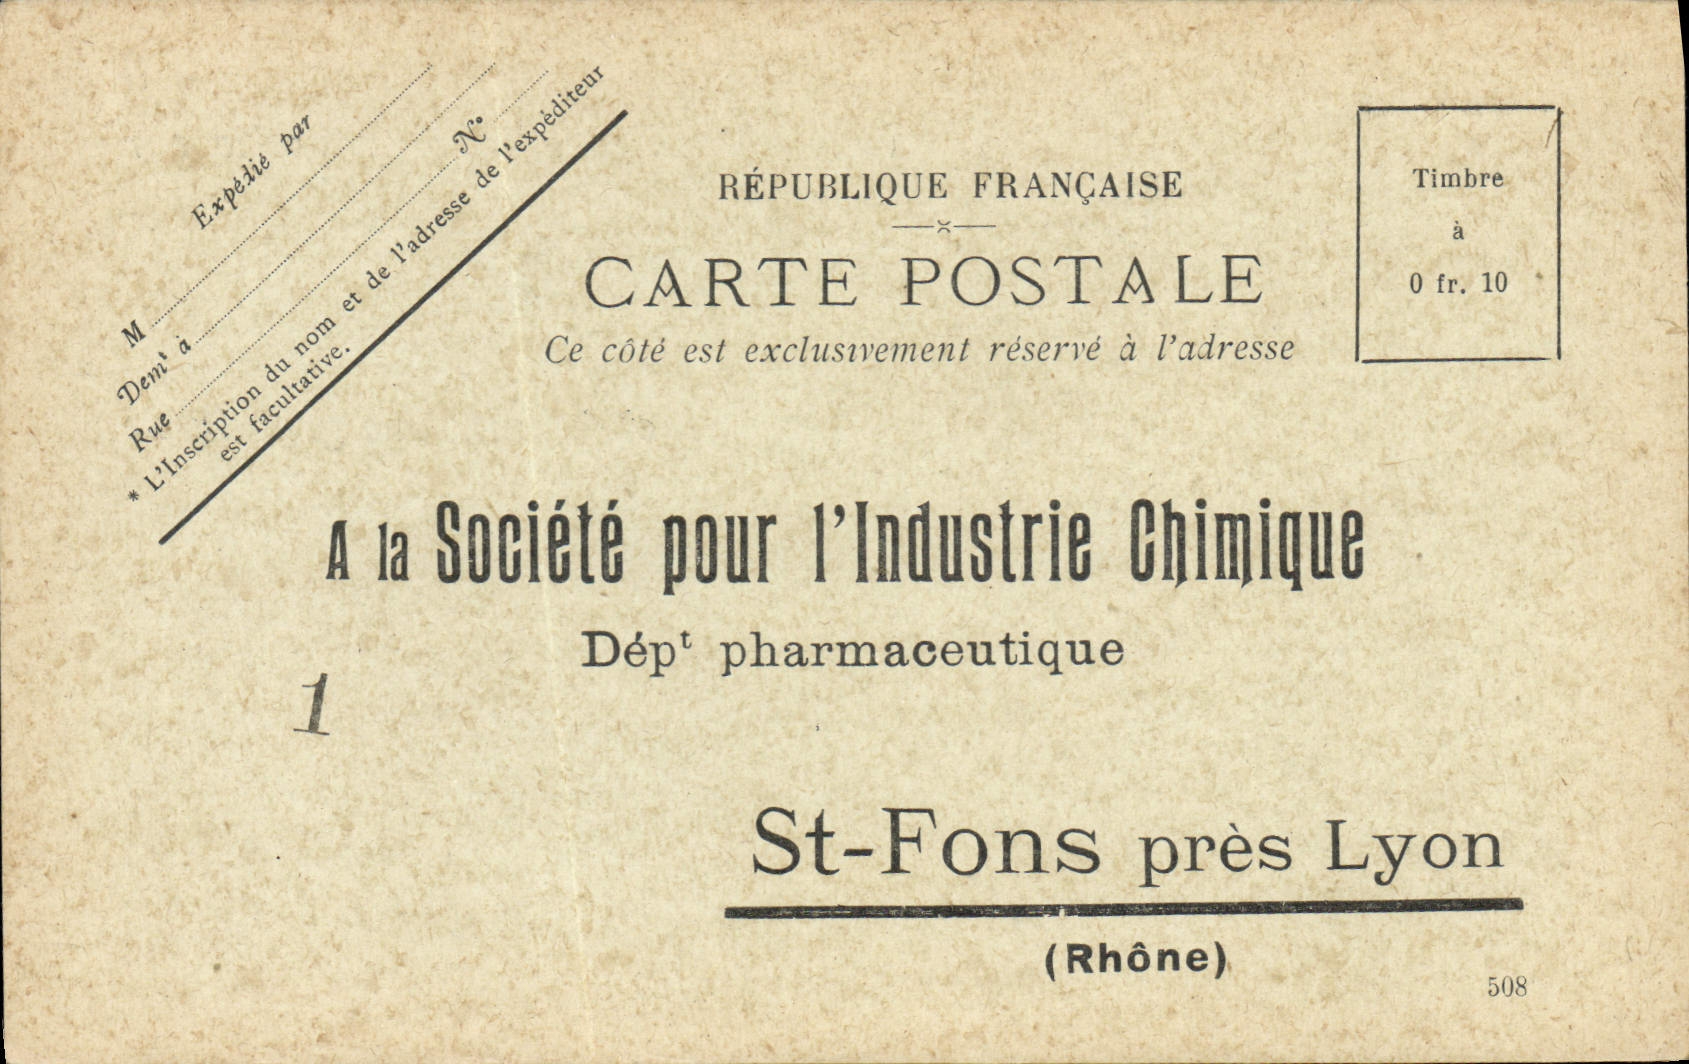 Expédié par
M
Demᵗ à
Rue N°
* L'Inscription du nom et de l'adresse de l'expéditeur
est facultative.
RÉPUBLIQUE FRANÇAISE
CARTE POSTALE
Ce côté est exclusivement réservé à l'adresse
Timbre
à
0 fr. 10
A la Société pour l'Industrie Chimique
Dépᵗ pharmaceutique
1
St-Fons près Lyon
(Rhône)
508